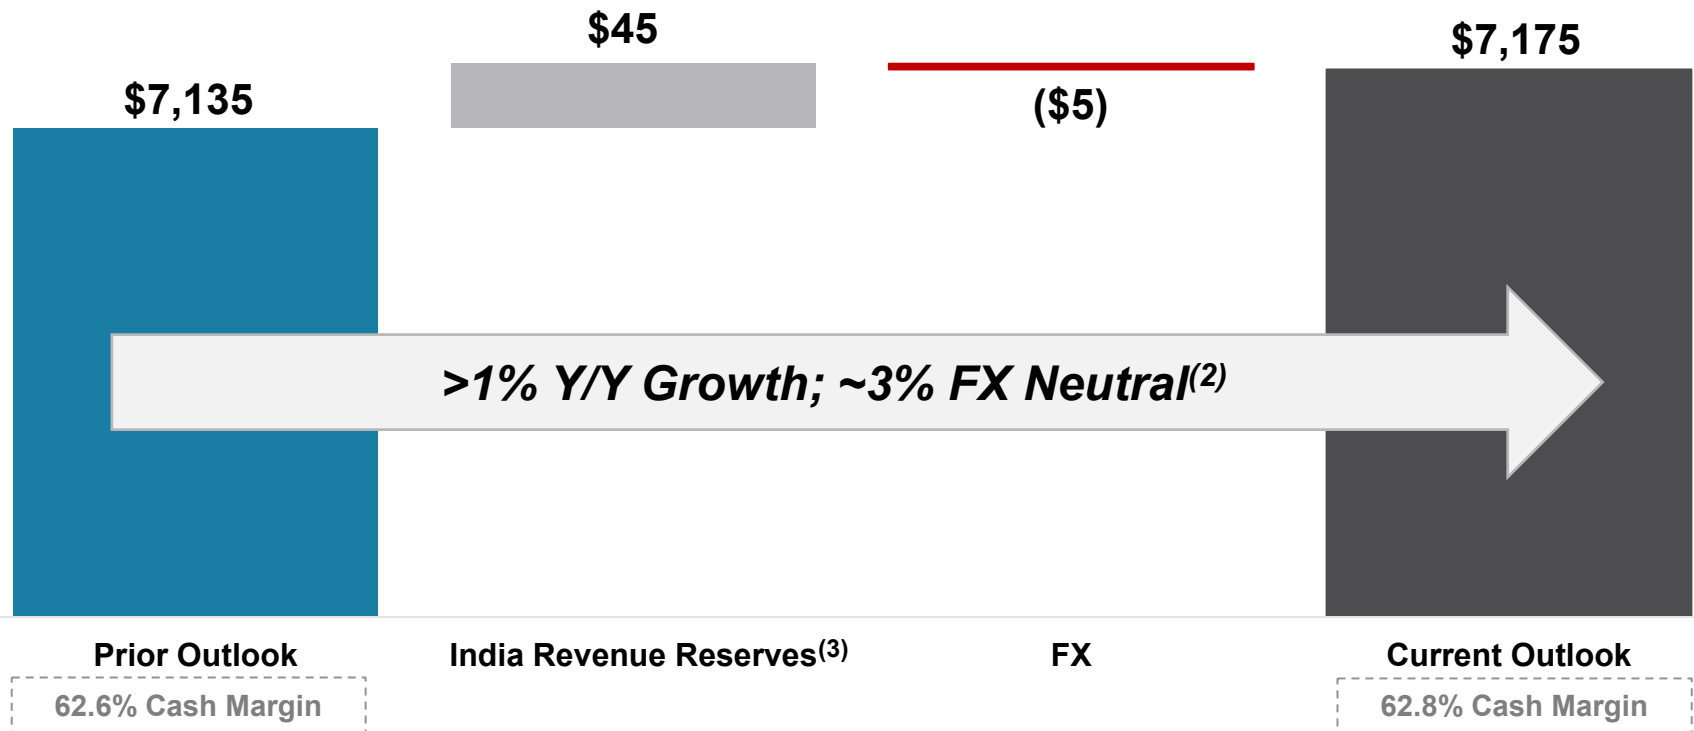 $7,135
$45
($5)
$7,175
>1% Y/Y Growth; ~3% FX Neutral(2)
Prior Outlook
62.6% Cash Margin
India Revenue Reserves(3)
FX
Current Outlook
62.8% Cash Margin